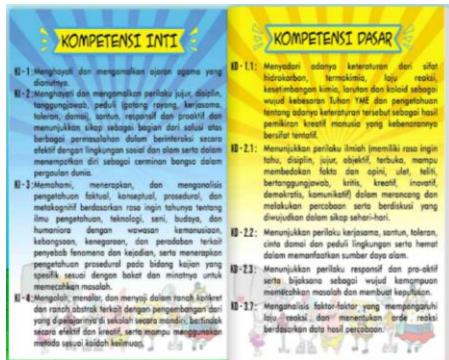 KOMPETENSI INTI
KI - 1 : Menghayati dan mengamalkan ajaran agama yang
dianutnya.
KI - 2 : Menghayati dan mengamalkan perilaku jujur, disiplin,
tanggungjawab, peduli (gotong royong, kerjasama,
toleran, damai), santun, responsif dan proaktif dan
menunjukkan sikap sebagai bagian dari solusi atas
berbagai permasalahan dalam berinteraksi secara
efektif dengan lingkungan sosial dan alam serta dalam
menempatkan diri sebagai cerminan bangsa dalam
pergaulan dunia.
KI - 3 : Memahami, menerapkan, dan menganalisis
pengetahuan faktual, konseptual, prosedural, dan
metakognitif berdasarkan rasa ingin tahunya tentang
ilmu pengetahuan, teknologi, seni, budaya, dan
humaniora dengan wawasan kemanusiaan,
kebangsaan, kenegaraan, dan peradaban terkait
penyebab fenomena dan kejadian, serta menerapkan
pengetahuan prosedural pada bidang kajian yang
spesifik sesuai dengan bakat dan minatnya untuk
memecahkan masalah.
KI - 4 : Mengolah, menalar, dan menyaji dalam ranah konkret
dan ranah abstrak terkait dengan pengembangan dari
yang dipelajarinya di sekolah secara mandiri, bertindak
secara efektif dan kreatif, serta mampu menggunakan
metoda sesuai kaidah keilmuan.
KOMPETENSI DASAR
KD - 1.1 : Menyadari adanya keteraturan dari sifat
hidrokarbon, termokimia, laju reaksi,
kesetimbangan kimia, larutan dan koloid sebagai
wujud kebesaran Tuhan YME dan pengetahuan
tentang adanya keteraturan tersebut sebagai hasil
pemikiran kreatif manusia yang kebenarannya
bersifat tentatif.
KD - 2.1 : Menunjukkan perilaku ilmiah (memiliki rasa ingin
tahu, disiplin, jujur, objektif, terbuka, mampu
membedakan fakta dan opini, ulet, teliti,
bertanggungjawab, kritis, kreatif, inovatif,
demokratis, komunikatif) dalam merancang dan
melakukan percobaan serta berdiskusi yang
diwujudkan dalam sikap sehari-hari.
KD - 2.2 : Menunjukkan perilaku kerjasama, santun, toleran,
cinta damai dan peduli lingkungan serta hemat
dalam memanfaatkan sumber daya alam.
KD - 2.3 : Menunjukkan perilaku responsif dan pro-aktif
serta bijaksana sebagai wujud kemampuan
memecahkan masalah dan membuat keputusan.
KD - 3.7 : Menganalisis faktor-faktor yang mempengaruhi
laju reaksi dan menentukan orde reaksi
berdasarkan data hasil percobaan.